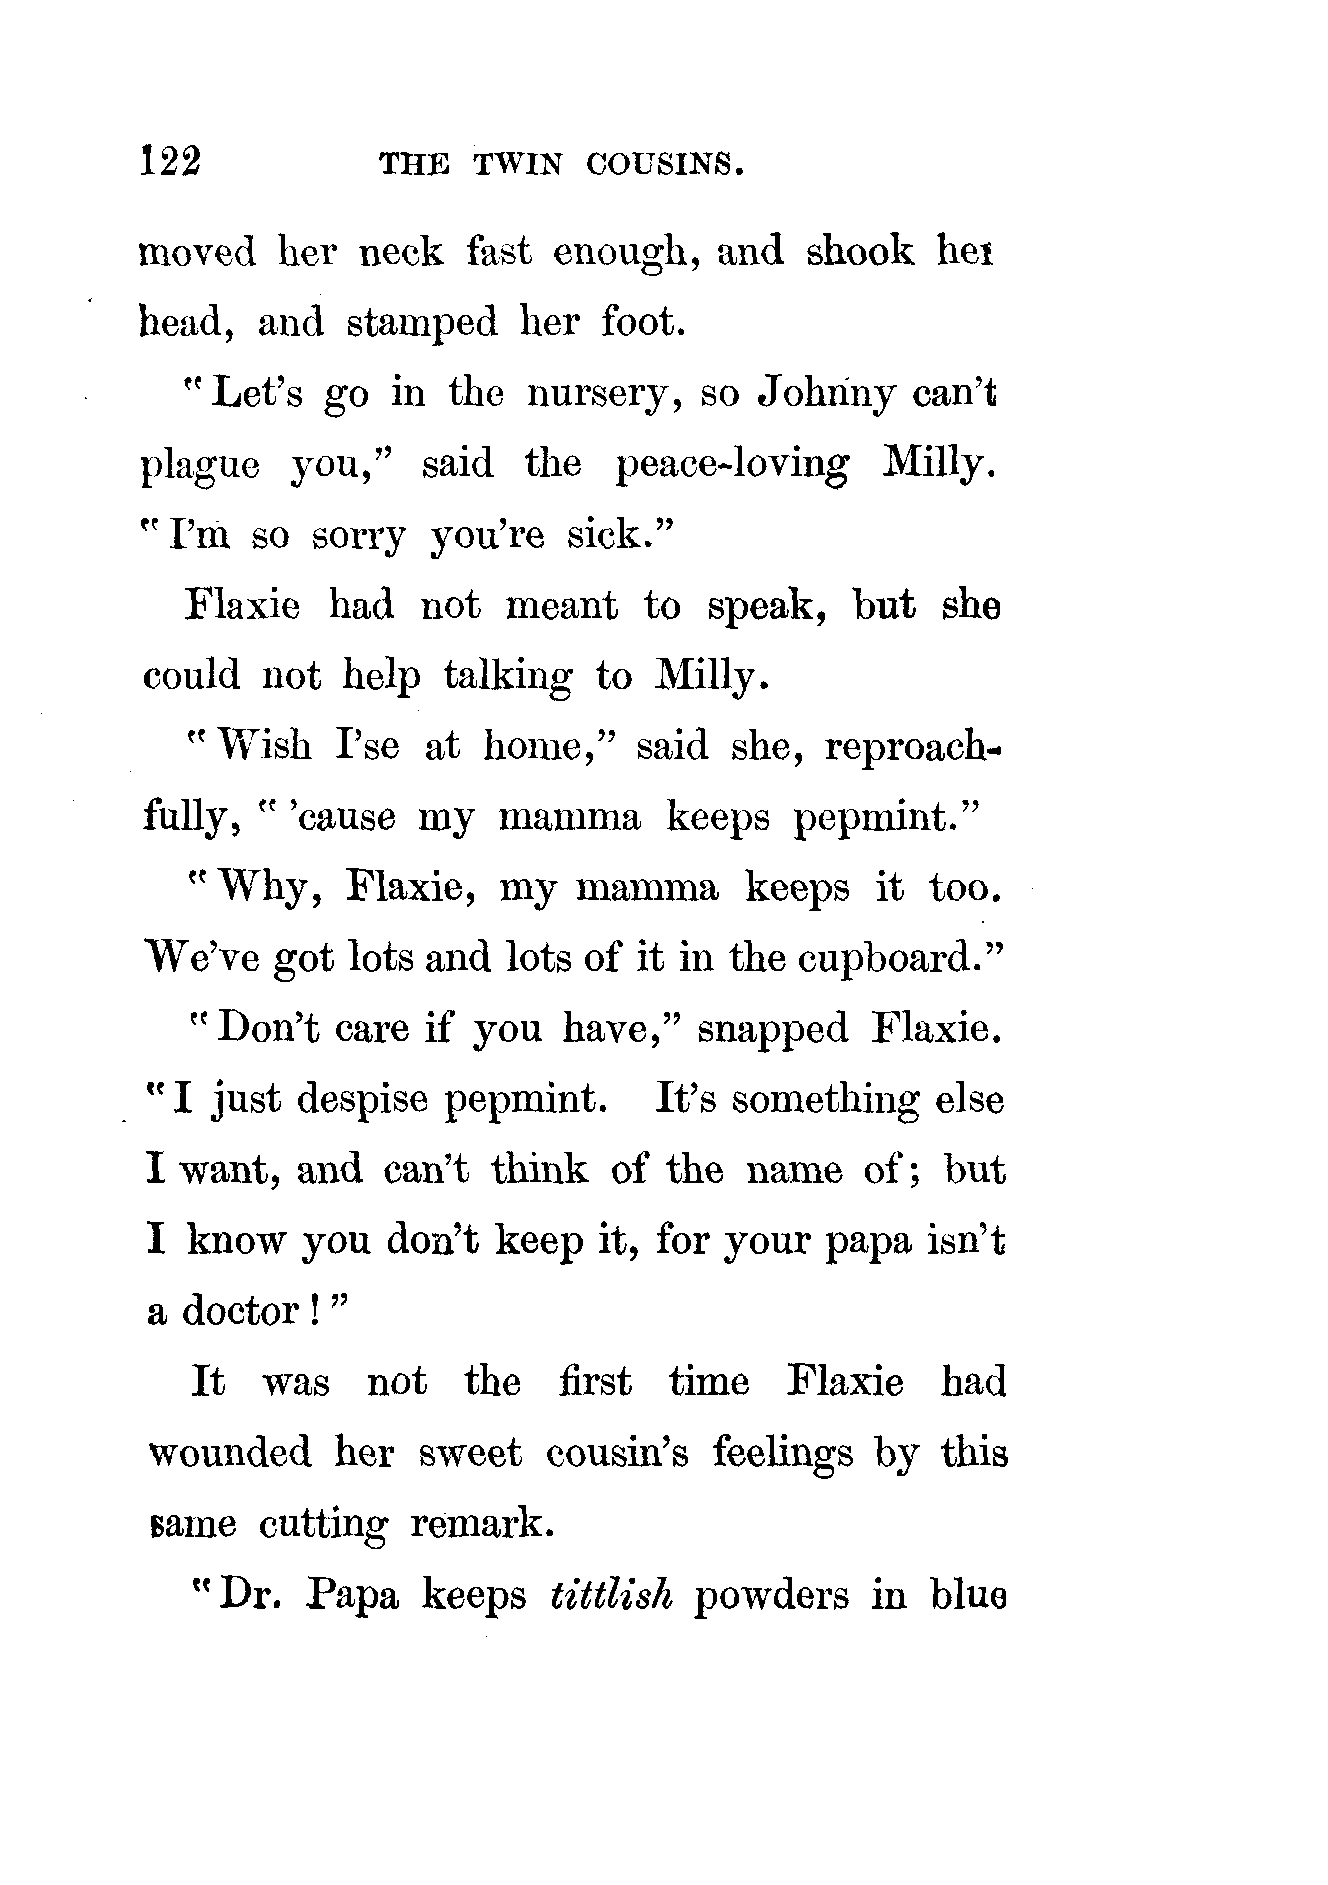 122 THE TWIN COUSINS.
moved her neck fast enough, and shook her
head, and stamped her foot.
"Let's go in the nursery, so Johnny can't
plague you," said the peace-loving Milly.
"I'm so sorry you're sick."
Flaxie had not meant to speak, but she
could not help talking to Milly.
"Wish I'se at home," said she, reproach-
fully, "'cause my mamma keeps pepmint."
"Why, Flaxie, my mamma keeps it too.
We've got lots and lots of it in the cupboard."
"Don't care if you have," snapped Flaxie.
"I just despise pepmint. It's something else
I want, and can't think of the name of; but
I know you don't keep it, for your papa isn't
a doctor!"
It was not the first time Flaxie had
wounded her sweet cousin's feelings by this
same cutting remark.
"Dr. Papa keeps tittlish powders in blue